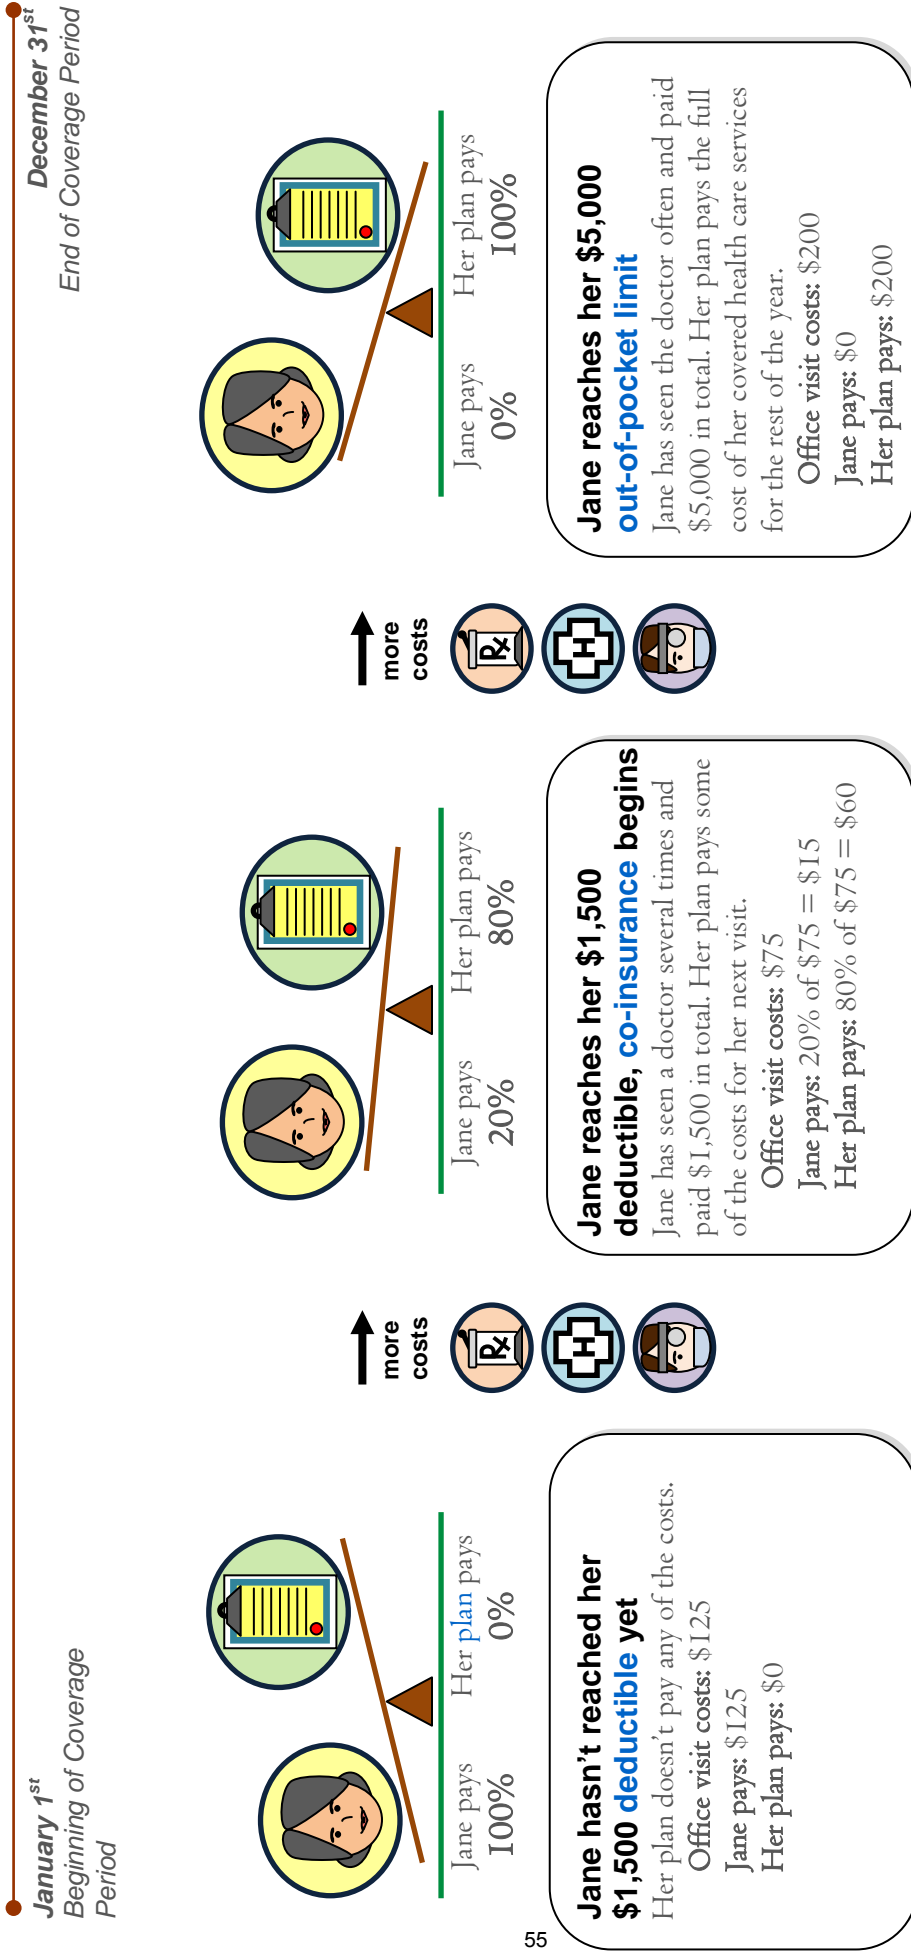 January 1st
Beginning of Coverage
Period
December 31st
End of Coverage Period
Jane pays
100%
Her plan pays
0%
more
costs
Jane pays
20%
Her plan pays
80%
more
costs
Jane pays
0%
Her plan pays
100%
Rx
H
Rx
H
Jane hasn't reached her
$1,500 deductible yet
Her plan doesn't pay any of the costs.
Office visit costs: $125
Jane pays: $125
Her plan pays: $0
Jane reaches her $1,500
deductible, co-insurance begins
Jane has seen a doctor several times and
paid $1,500 in total. Her plan pays some
of the costs for her next visit.
Office visit costs: $75
Jane pays: 20% of $75 = $15
Her plan pays: 80% of $75 = $60
Jane reaches her $5,000
out-of-pocket limit
Jane has seen the doctor often and paid
$5,000 in total. Her plan pays the full
cost of her covered health care services
for the rest of the year.
Office visit costs: $200
Jane pays: $0
Her plan pays: $200
55